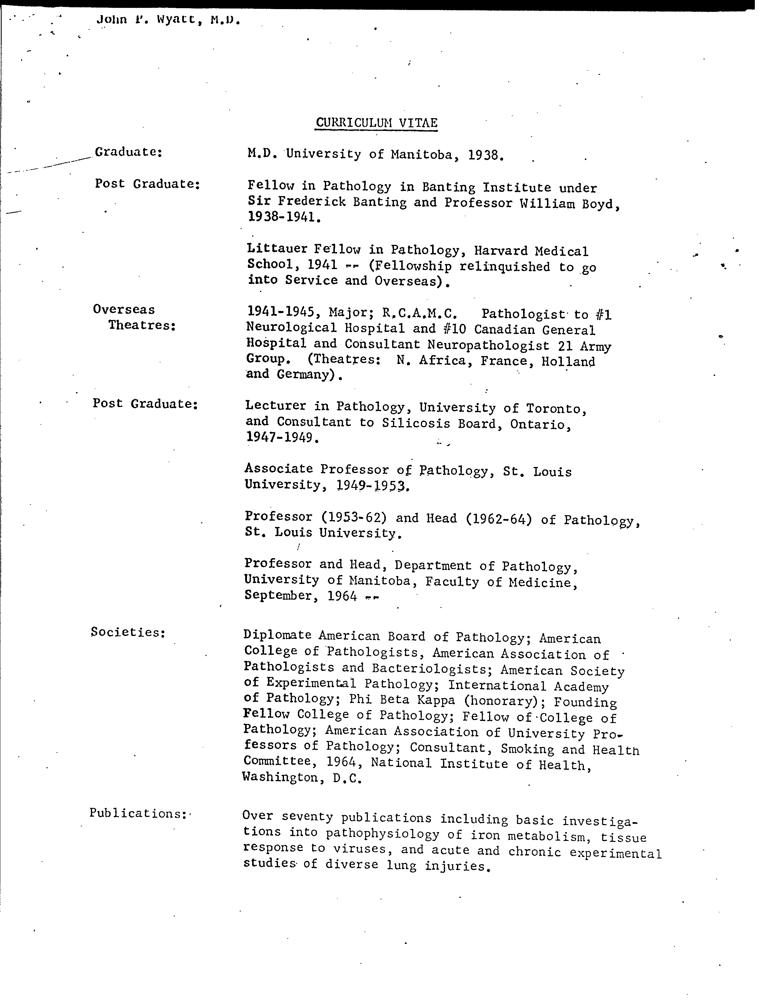 John P. Wyatt, M.D.
CURRICULUM VITAE
Graduate: M.D. University of Manitoba, 1938.
Post Graduate: Fellow in Pathology in Banting Institute under
Sir Frederick Banting and Professor William Boyd,
1938-1941.
Littauer Fellow in Pathology, Harvard Medical
School, 1941 -- (Fellowship relinquished to go
into Service and Overseas).
Overseas 1941-1945, Major; R.C.A.M.C. Pathologist to #1
Theatres: Neurological Hospital and #10 Canadian General
Hospital and Consultant Neuropathologist 21 Army
Group. (Theatres: N. Africa, France, Holland
and Germany).
Post Graduate: Lecturer in Pathology, University of Toronto,
and Consultant to Silicosis Board, Ontario,
1947-1949.
Associate Professor of Pathology, St. Louis
University, 1949-1953.
Professor (1953-62) and Head (1962-64) of Pathology,
St. Louis University.
Professor and Head, Department of Pathology,
University of Manitoba, Faculty of Medicine,
September, 1964 --
Societies: Diplomate American Board of Pathology; American
College of Pathologists, American Association of
Pathologists and Bacteriologists; American Society
of Experimental Pathology; International Academy
of Pathology; Phi Beta Kappa (honorary); Founding
Fellow College of Pathology; Fellow of College of
Pathology; American Association of University Pro-
fessors of Pathology; Consultant, Smoking and Health
Committee, 1964, National Institute of Health,
Washington, D.C.
Publications: Over seventy publications including basic investiga-
tions into pathophysiology of iron metabolism, tissue
response to viruses, and acute and chronic experimental
studies of diverse lung injuries.